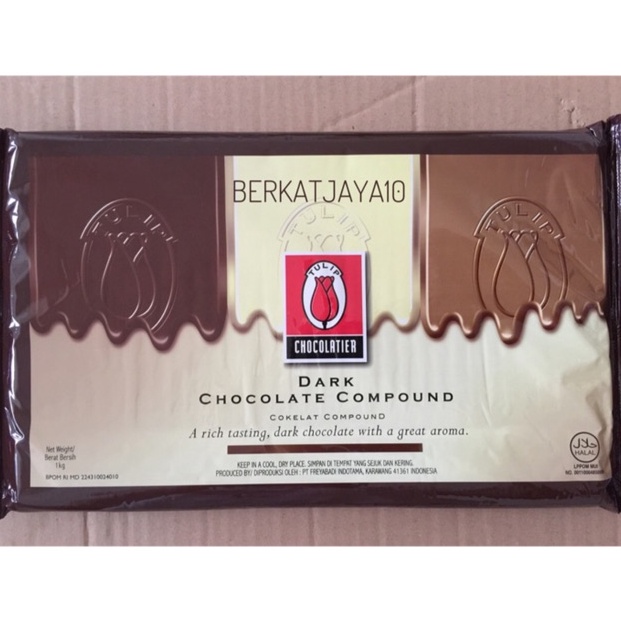 BERKATJAYA10
TULIP
TULIP
TULIP
TULIP
CHOCOLATIER
DARK
CHOCOLATE COMPOUND
COKELAT COMPOUND
A rich tasting, dark chocolate with a great aroma.
Net Weight/
Berat Bersih
1kg
BPOM RI MD 224310034010
KEEP IN A COOL, DRY PLACE. SIMPAN DI TEMPAT YANG SEJUK DAN KERING.
PRODUCED BY/ DIPRODUKSI OLEH : PT FREYABADI INDOTAMA, KARAWANG 41361 INDONESIA
حلال
HALAL
LPPOM MUI